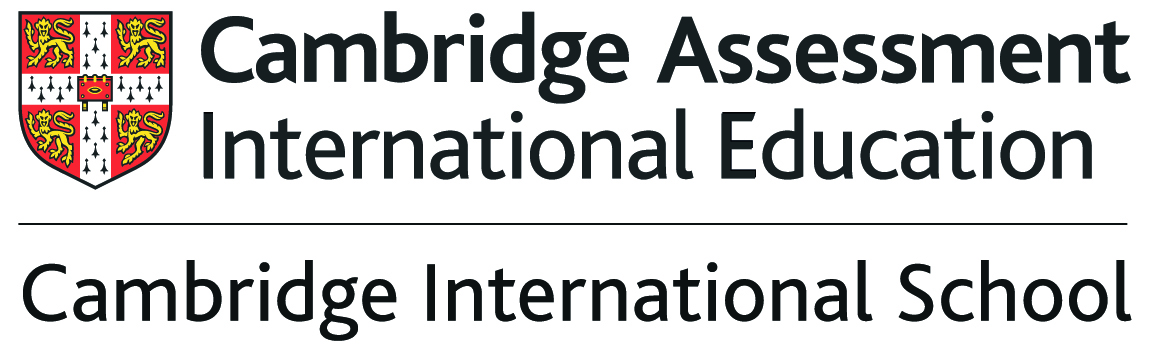 Cambridge Assessment
International Education
Cambridge International School